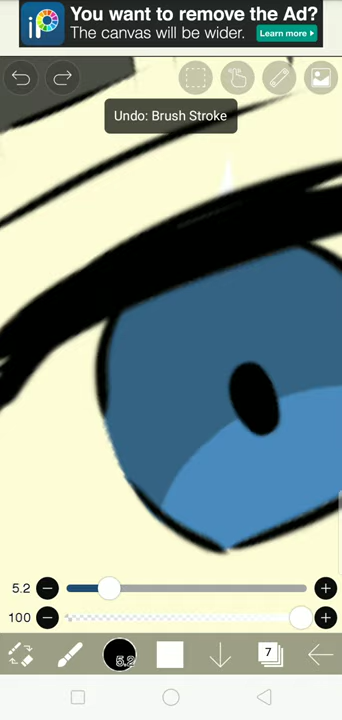 iP
You want to remove the Ad?
The canvas will be wider.
Learn more
Undo: Brush Stroke
5.2
100
5.2
7